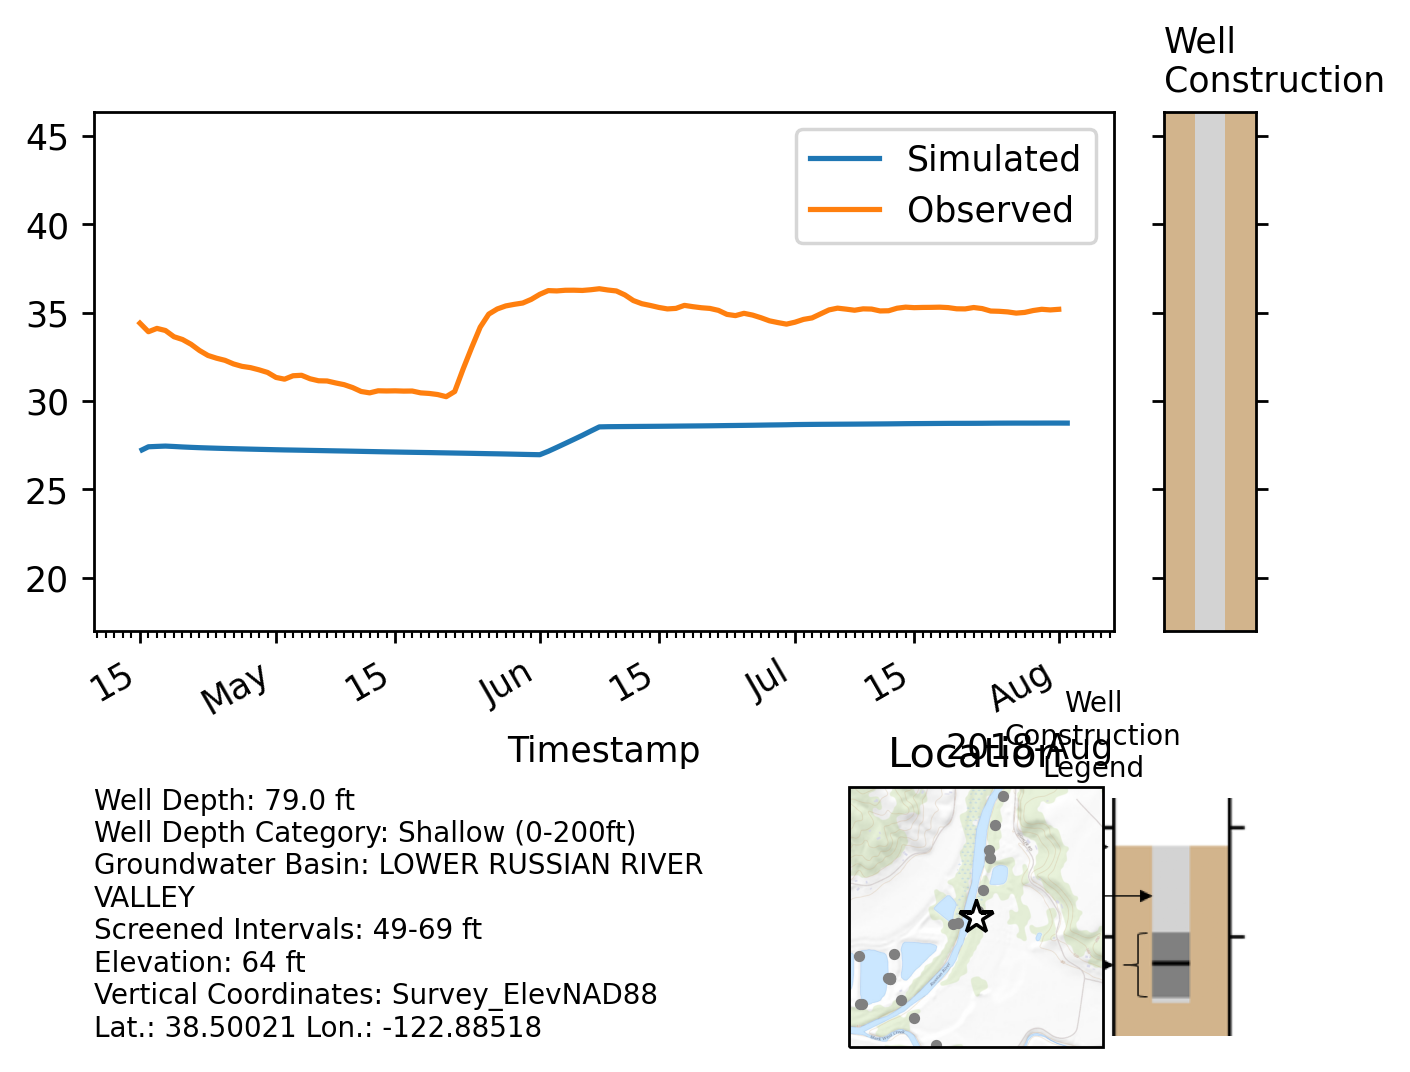 Well
Construction
45
40
35
30
25
20
Simulated
Observed
15
May
15
Jun
15
Jul
15
Aug
Timestamp
2018-Aug
Well
Construction
Legend
Location
Well Depth: 79.0 ft
Well Depth Category: Shallow (0-200ft)
Groundwater Basin: LOWER RUSSIAN RIVER
VALLEY
Screened Intervals: 49-69 ft
Elevation: 64 ft
Vertical Coordinates: Survey_ElevNAD88
Lat.: 38.50021 Lon.: -122.88518